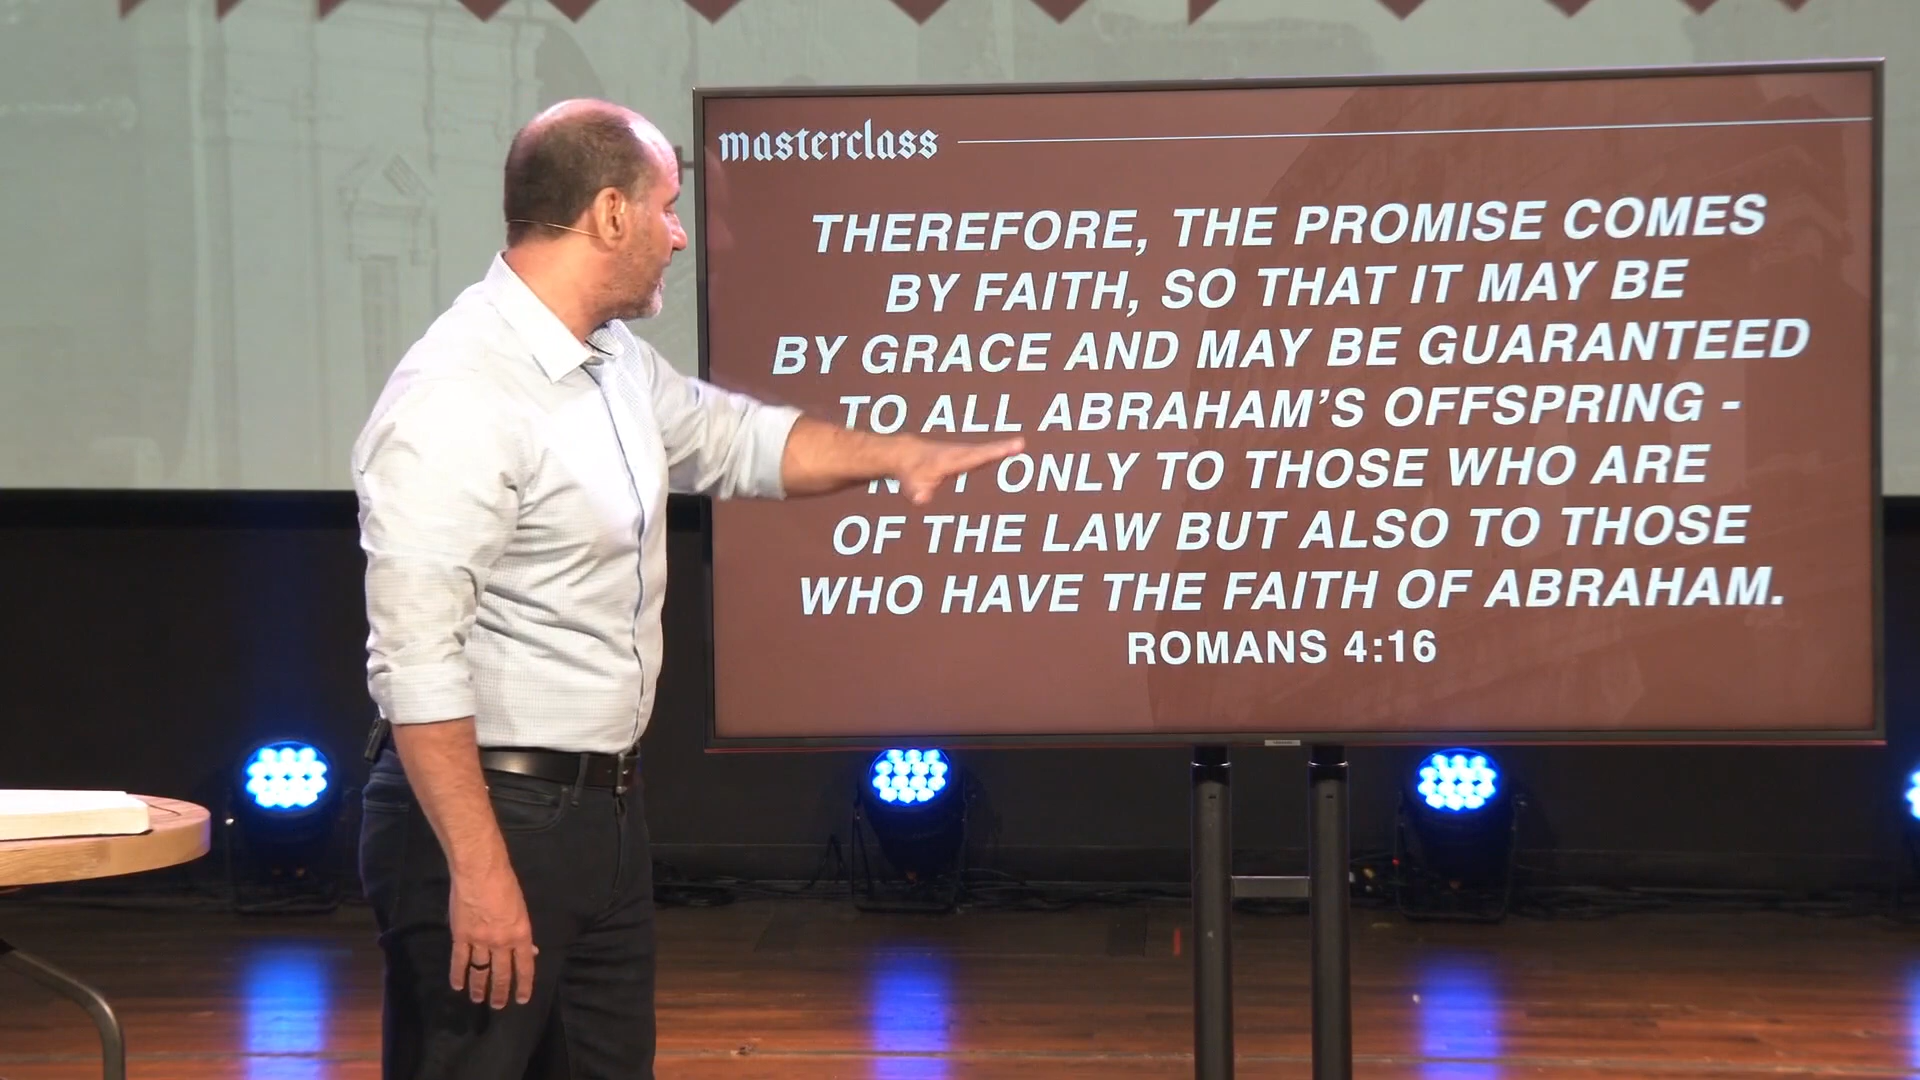 masterclass
THEREFORE, THE PROMISE COMES
BY FAITH, SO THAT IT MAY BE
BY GRACE AND MAY BE GUARANTEED
TO ALL ABRAHAM'S OFFSPRING -
NOT ONLY TO THOSE WHO ARE
OF THE LAW BUT ALSO TO THOSE
WHO HAVE THE FAITH OF ABRAHAM.
ROMANS 4:16